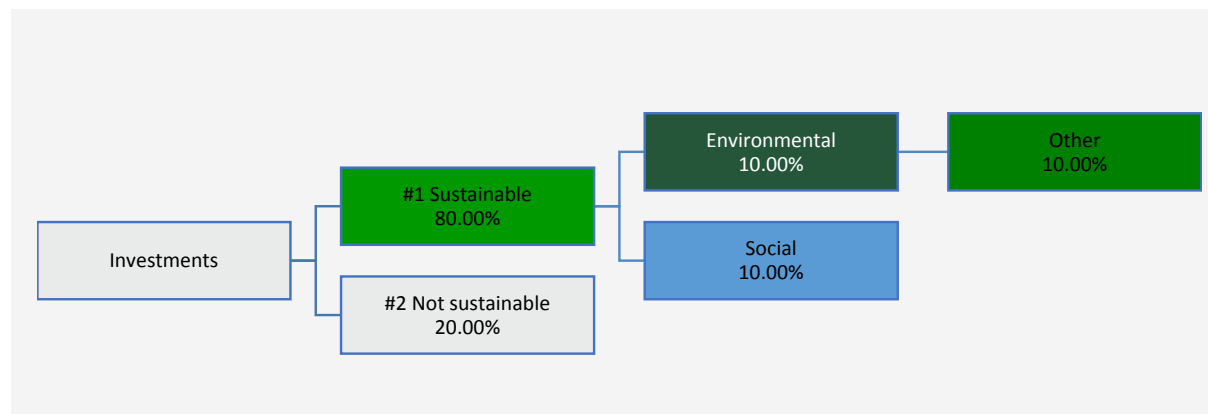 Investments
#1 Sustainable
80.00%
#2 Not sustainable
20.00%
Environmental
10.00%
Social
10.00%
Other
10.00%